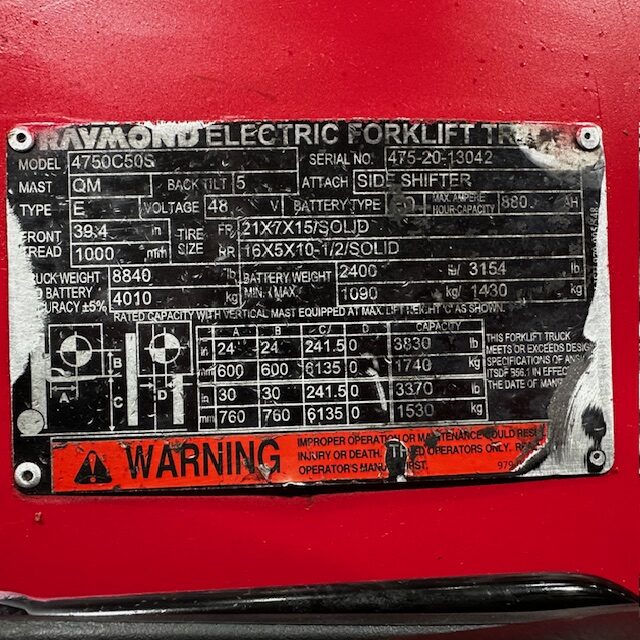 RAYMOND ELECTRIC FORKLIFT
MODEL 4750C50S SERIAL NO. 475-20-13042
MAST QM BACK TILT 5 ATTACH SIDE SHIFTER
TYPE E VOLTAGE 48 V BATTERY TYPE MAX. AMPERE HOUR-CAPACITY 880 AH
FRONT TREAD 39.4 in TIRE SIZE FR 21X7X15/SOLID
1000 mm RR 16X5X10-1/2/SOLID
TRUCK WEIGHT 8840 lb BATTERY WEIGHT 2400 lb/ 3154 lb
BATTERY 4010 kg MIN. / MAX. 1090 kg/ 1430 kg
ACCURACY ±5%
RATED CAPACITY WITH VERTICAL MAST EQUIPPED AT MAX. LIFT HEIGHT 'C' AS SHOWN.
A B C D CAPACITY
in 24 24 241.5 0 3830 lb
mm 600 600 6135 0 1740 kg
in 30 30 241.5 0 3370 lb
mm 760 760 6135 0 1530 kg
A B C D
THIS FORKLIFT TRUCK
MEETS OR EXCEEDS DESIGN
SPECIFICATIONS OF
ITSDF B56.1 IN EFFECT
THE DATE OF
WARNING
IMPROPER OPERATION OR MAINTENANCE COULD
INJURY OR DEATH. OPERATORS ONLY.
OPERATOR'S MANUAL FIRST.